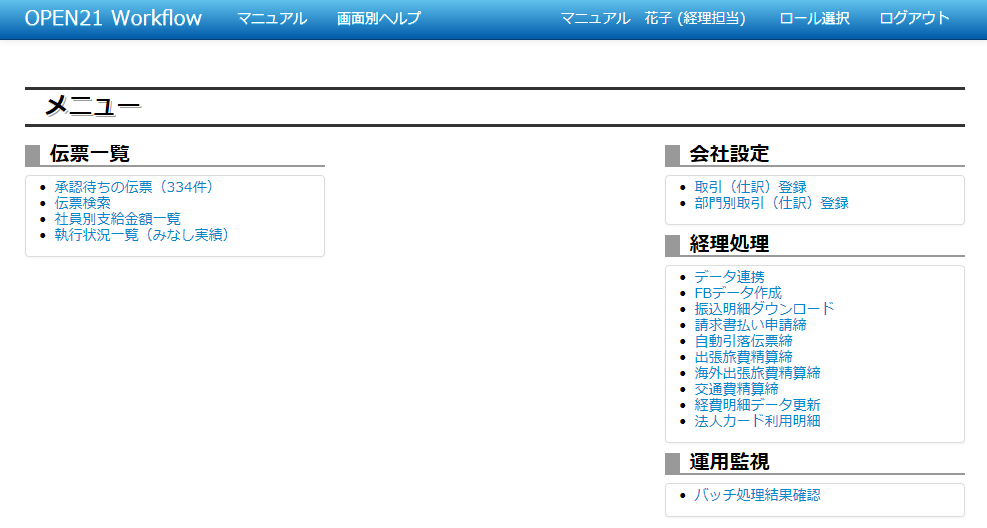 OPEN21 Workflow マニュアル 画面別ヘルプ マニュアル 花子 (経理担当) ロール選択 ログアウト
メニュー
伝票一覧
承認待ちの伝票（334件）
伝票検索
社員別支給金額一覧
執行状況一覧（みなし実績）
会社設定
取引（仕訳）登録
部門別取引（仕訳）登録
経理処理
データ連携
FBデータ作成
振込明細ダウンロード
請求書払い申請締
自動引落伝票締
出張旅費精算締
海外出張旅費精算締
交通費精算締
経費明細データ更新
法人カード利用明細
運用監視
バッチ処理結果確認